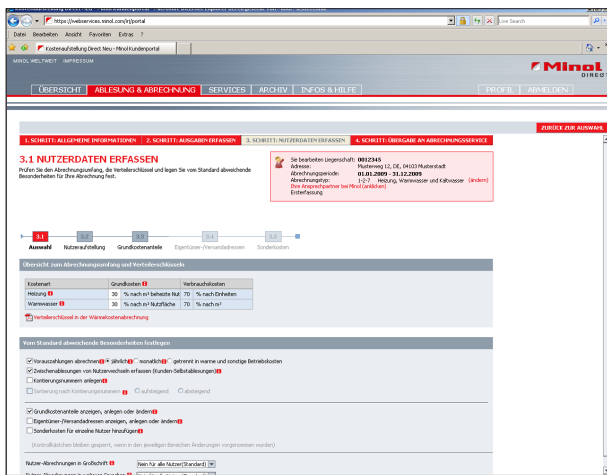 https://webservices.minol.com/irj/portal
Live Search
Datei Bearbeiten Ansicht Favoriten Extras ?
Kostenaufstellung Direct Neu - Minol Kundenportal
MINOL WELTWEIT IMPRESSUM
Minol
DIRECT
ÜBERSICHT ABLESUNG & ABRECHNUNG SERVICES ARCHIV INFOS & HILFE PROFIL ABMELDEN
ZURÜCK ZUR AUSWAHL
1. SCHRITT: ALLGEMEINE INFORMATIONEN 2. SCHRITT: AUSGABEN ERFASSEN 3. SCHRITT: NUTZERDATEN ERFASSEN 4. SCHRITT: ÜBERGABE AN ABRECHNUNGSSERVICE
3.1 NUTZERDATEN ERFASSEN
Prüfen Sie den Abrechnungsumfang, die Verteilerschlüssel und legen Sie vom Standard abweichende
Besonderheiten für Ihre Abrechnung fest.
Sie bearbeiten Liegenschaft: 0012345
Adresse: Musterweg 12, DE, 04103 Musterstadt
Abrechnungsperiode: 01.01.2009 - 31.12.2009
Abrechnungstyp: 1-2-7 Heizung, Warmwasser und Kaltwasser (ändern)
Ihre Ansprechpartner bei Minol (anklicken)
Ersterfassung
3.1 3.2 3.3 3.4 3.5
Auswahl Nutzeraufstellung Grundkostenanteile Eigentümer-/Versandadressen Sonderkosten
Übersicht zum Abrechnungsumfang und Verteilerschlüsseln
Kostenart Grundkosten Verbrauchskosten
Heizung 30 % nach m² beheizte Nut 70 % nach Einheiten
Warmwasser 30 % nach m² Nutzfläche 70 % nach m³
Verteilerschlüssel in der Wärmekostenabrechnung
Vom Standard abweichende Besonderheiten festlegen
Vorauszahlungen abrechnen jährlich monatlich getrennt in warme und sonstige Betriebskosten
Zwischenablesungen von Nutzerwechseln erfassen (Kunden-Selbstablesungen)
Kontierungsnummern anlegen
Sortierung nach Kontierungsnummern aufsteigend absteigend
Grundkostenanteile anzeigen, anlegen oder ändern
Eigentümer-/Versandadressen anzeigen, anlegen oder ändern
Sonderkosten für einzelne Nutzer hinzufügen
(Kontrollkästchen bleiben gesperrt, wenn in den jeweiligen Bereichen Änderungen vorgenommen wurden)
Nutzer-Abrechnungen in Großschrift Nein für alle Nutzer(Standard)